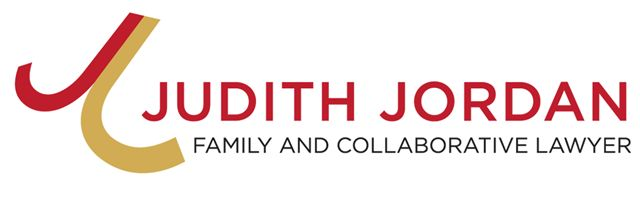 JUDITH JORDAN
FAMILY AND COLLABORATIVE LAWYER